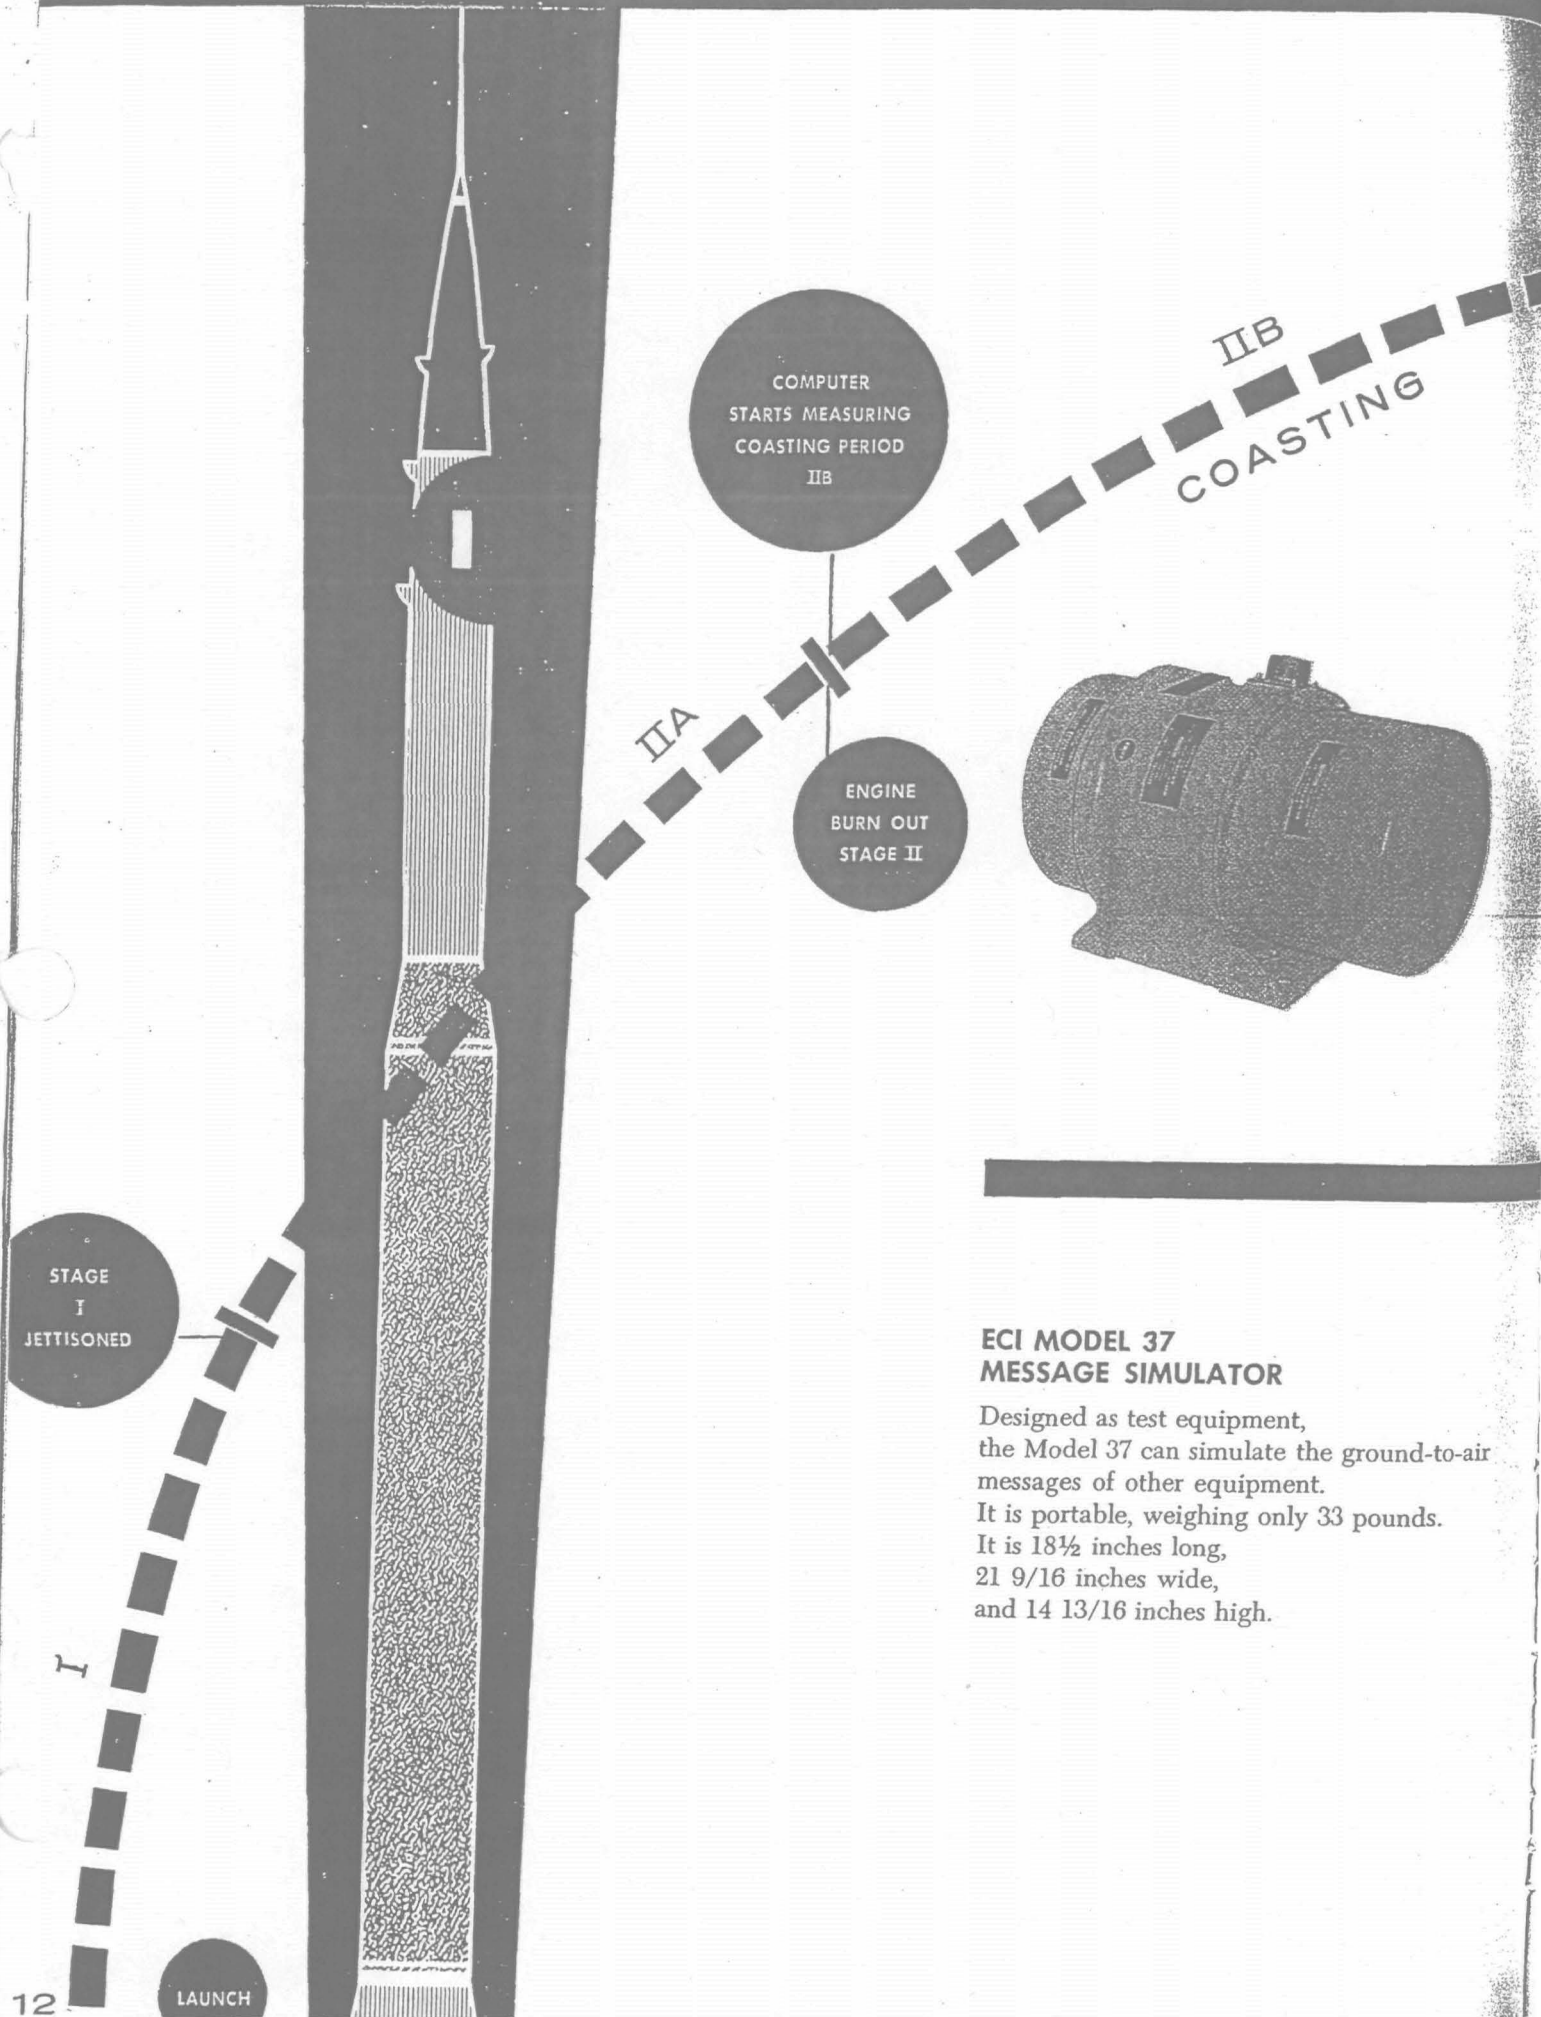 COMPUTER
STARTS MEASURING
COASTING PERIOD
IIB
IIB
COASTING
IIA
ENGINE
BURN OUT
STAGE II
STAGE
I
JETTISONED
I
LAUNCH
ECI MODEL 37
MESSAGE SIMULATOR
Designed as test equipment,
the Model 37 can simulate the ground-to-air
messages of other equipment.
It is portable, weighing only 33 pounds.
It is 18½ inches long,
21 9/16 inches wide,
and 14 13/16 inches high.
12